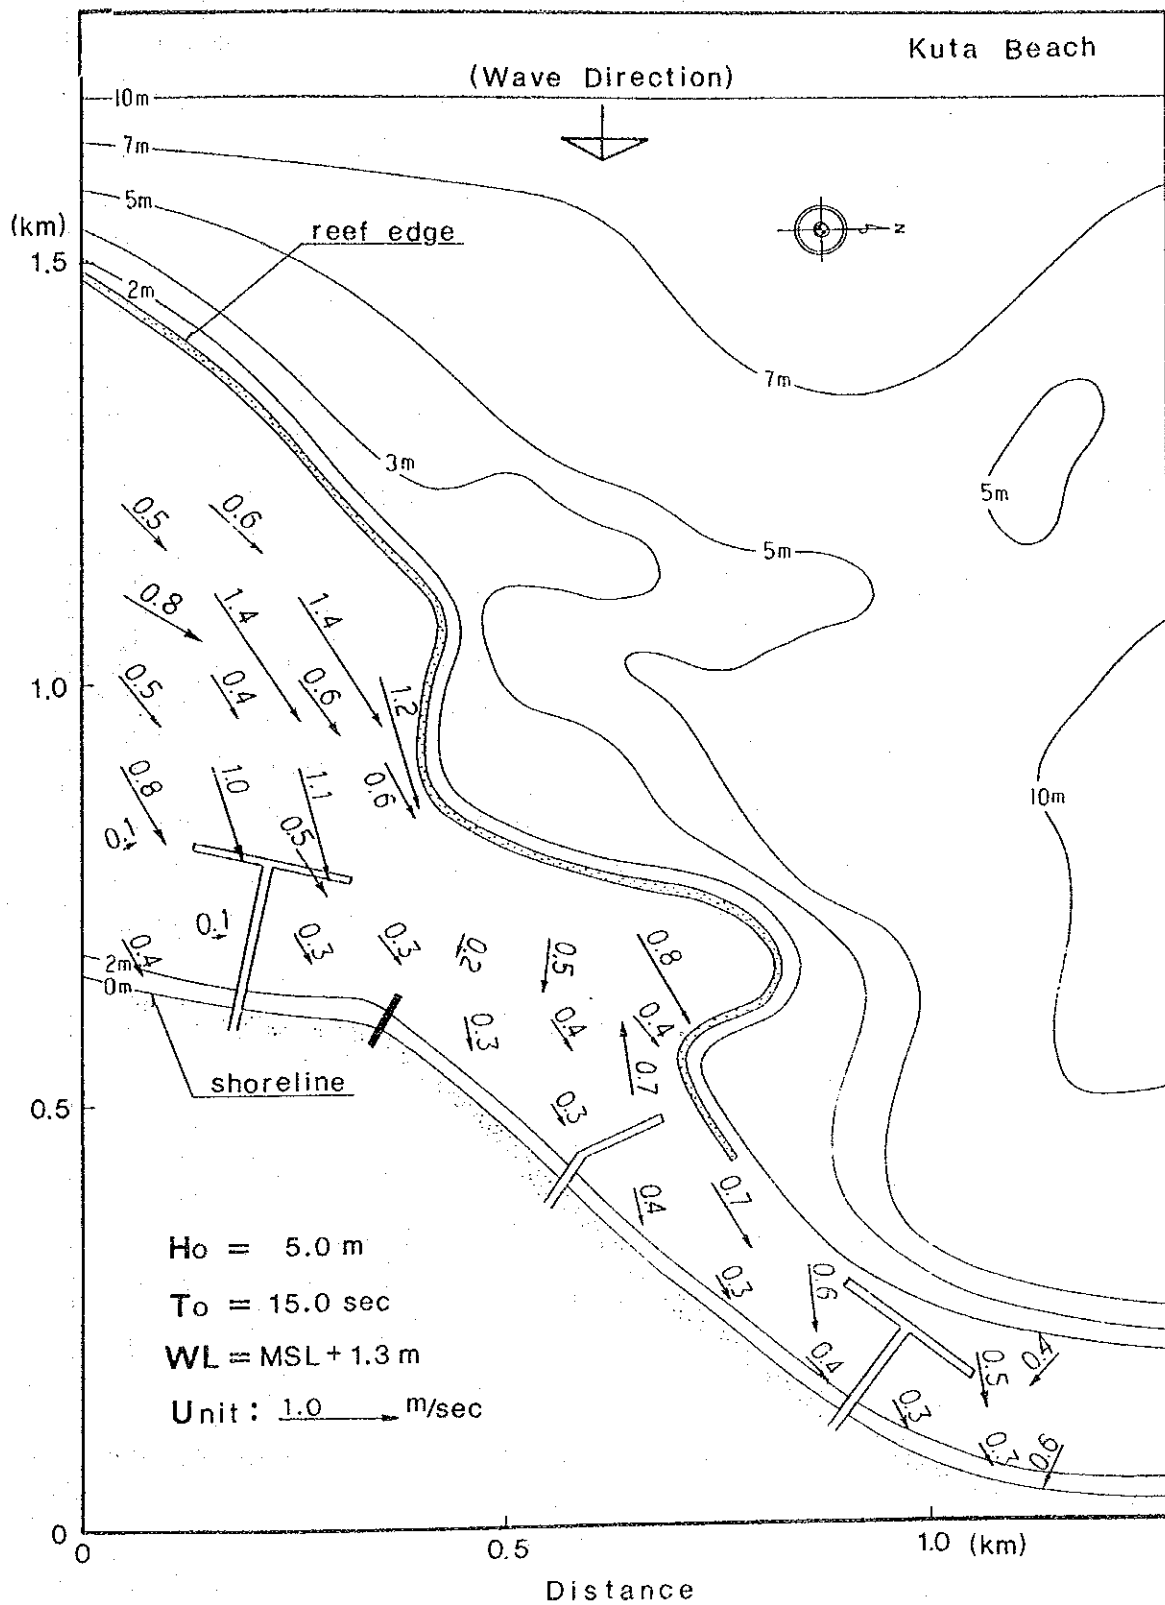 Kuta Beach
(Wave Direction)
10m
7m
5m
(km)
reef edge
N
1.5
2m
7m
3m
5m
0.5
0.6
5m
0.8
1.4
1.4
1.0
0.5
0.4
0.6
1.2
0.8
1.0
1.1
0.6
10m
0.1
0.5
0.1
0.4
0.3
0.3
0.2
0.5
0.8
2m
0m
0.3
0.4
0.4
shoreline
0.7
0.5
0.3
0.4
0.7
Ho = 5.0 m
0.3
0.6
To = 15.0 sec
WL = MSL + 1.3 m
0.4
0.5
0.4
Unit: 1.0 m/sec
0.3
0.6
0
0
0.5
1.0 (km)
Distance